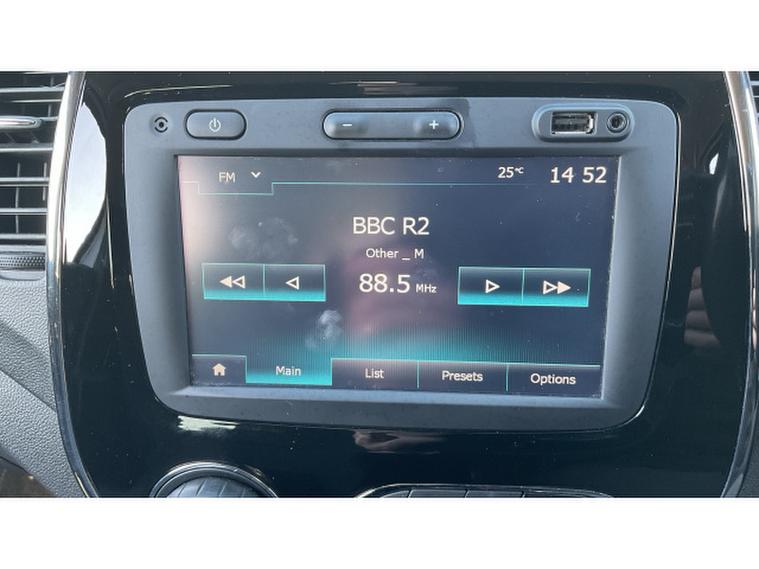 FM 25°C 14 52
BBC R2
Other _ M
88.5 MHz
Main List Presets Options